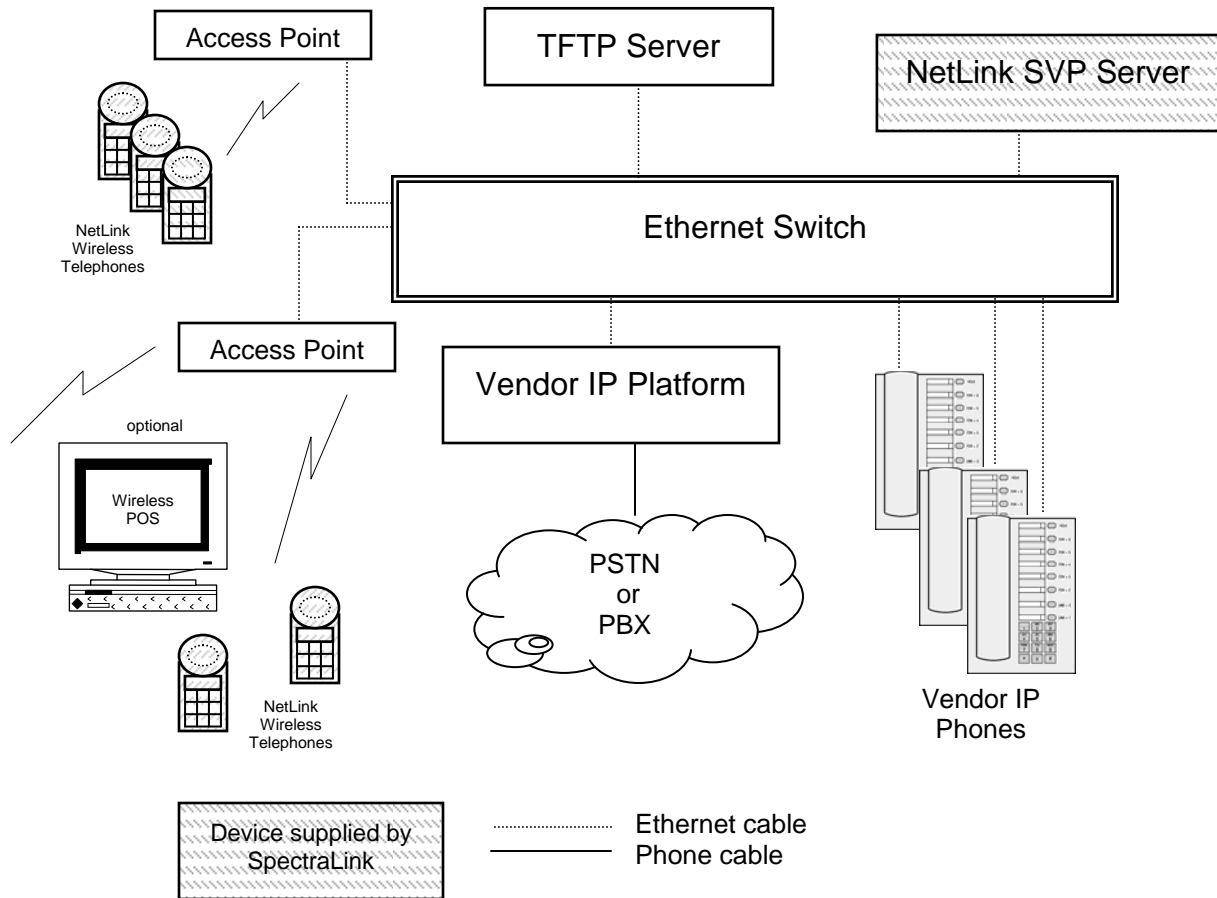 Access Point
TFTP Server
NetLink SVP Server
NetLink
Wireless
Telephones
Ethernet Switch
Access Point
Vendor IP Platform
optional
Wireless
POS
PSTN
or
PBX
NetLink
Wireless
Telephones
Vendor IP
Phones
Device supplied by
SpectraLink
Ethernet cable
Phone cable